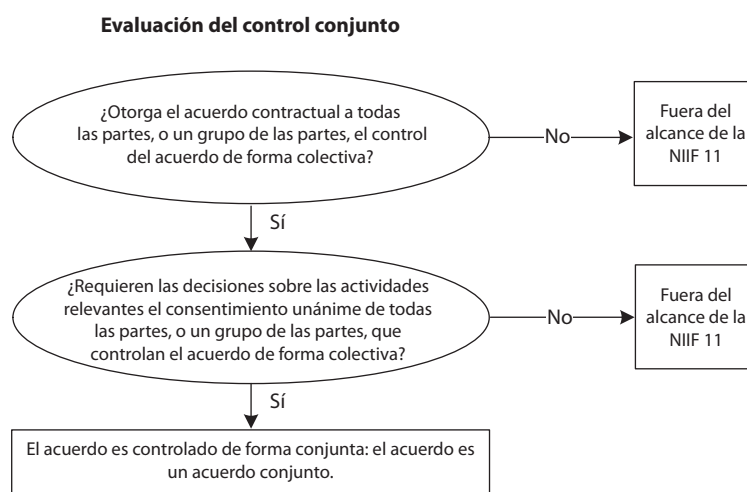 Evaluación del control conjunto
¿Otorga el acuerdo contractual a todas
las partes, o un grupo de las partes, el control
del acuerdo de forma colectiva?
No
Fuera del
alcance de la
NIIF 11
Sí
¿Requieren las decisiones sobre las actividades
relevantes el consentimiento unánime de todas
las partes, o un grupo de las partes, que
controlan el acuerdo de forma colectiva?
No
Fuera del
alcance de la
NIIF 11
Sí
El acuerdo es controlado de forma conjunta: el acuerdo es
un acuerdo conjunto.